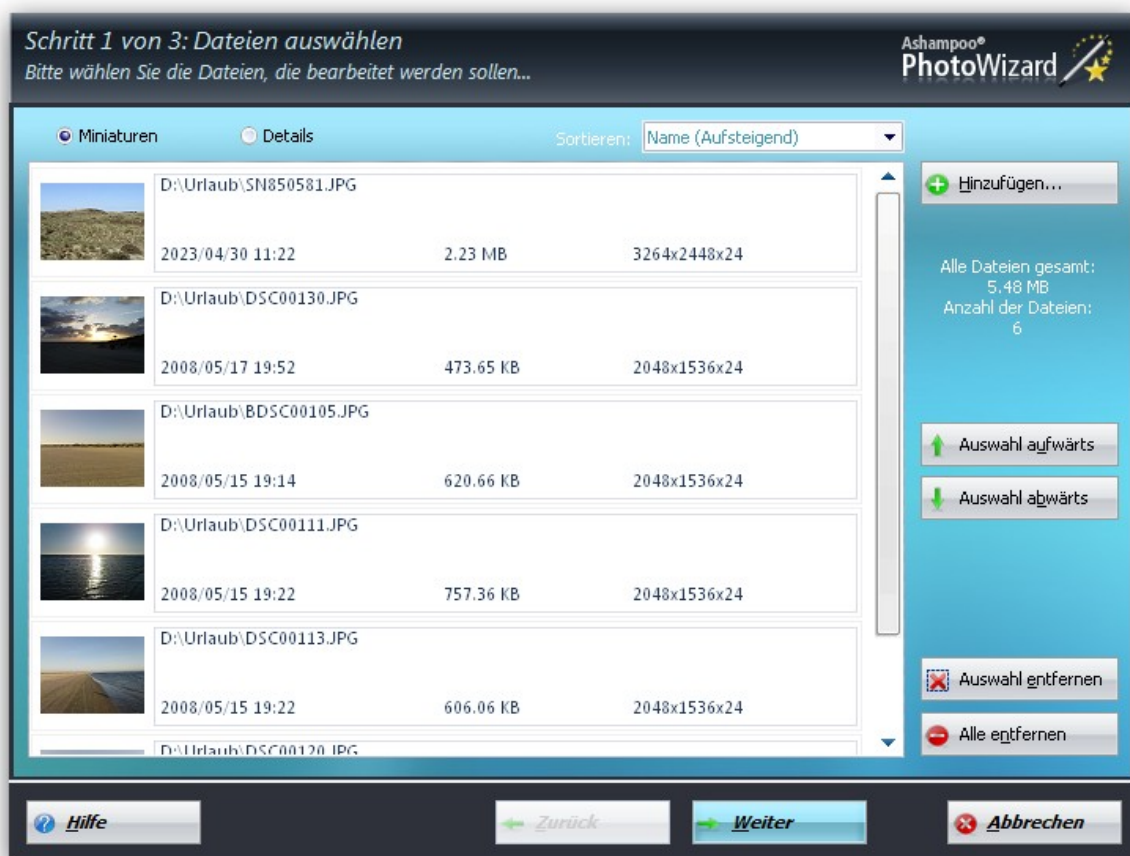 Schritt 1 von 3: Dateien auswählen
Bitte wählen Sie die Dateien, die bearbeitet werden sollen...
Ashampoo®
PhotoWizard
Miniaturen
Details
Sortieren:
Name (Aufsteigend)
D:\Urlaub\SN850581.JPG
2023/04/30 11:22 2.23 MB 3264x2448x24
D:\Urlaub\DSC00130.JPG
2008/05/17 19:52 473.65 KB 2048x1536x24
D:\Urlaub\BDSC00105.JPG
2008/05/15 19:14 620.66 KB 2048x1536x24
D:\Urlaub\DSC00111.JPG
2008/05/15 19:22 757.36 KB 2048x1536x24
D:\Urlaub\DSC00113.JPG
2008/05/15 19:22 606.06 KB 2048x1536x24
D:\Urlaub\DSC00120.JPG
Hinzufügen...
Alle Dateien gesamt:
5.48 MB
Anzahl der Dateien:
6
Auswahl aufwärts
Auswahl abwärts
Auswahl entfernen
Alle entfernen
Hilfe
Zurück
Weiter
Abbrechen